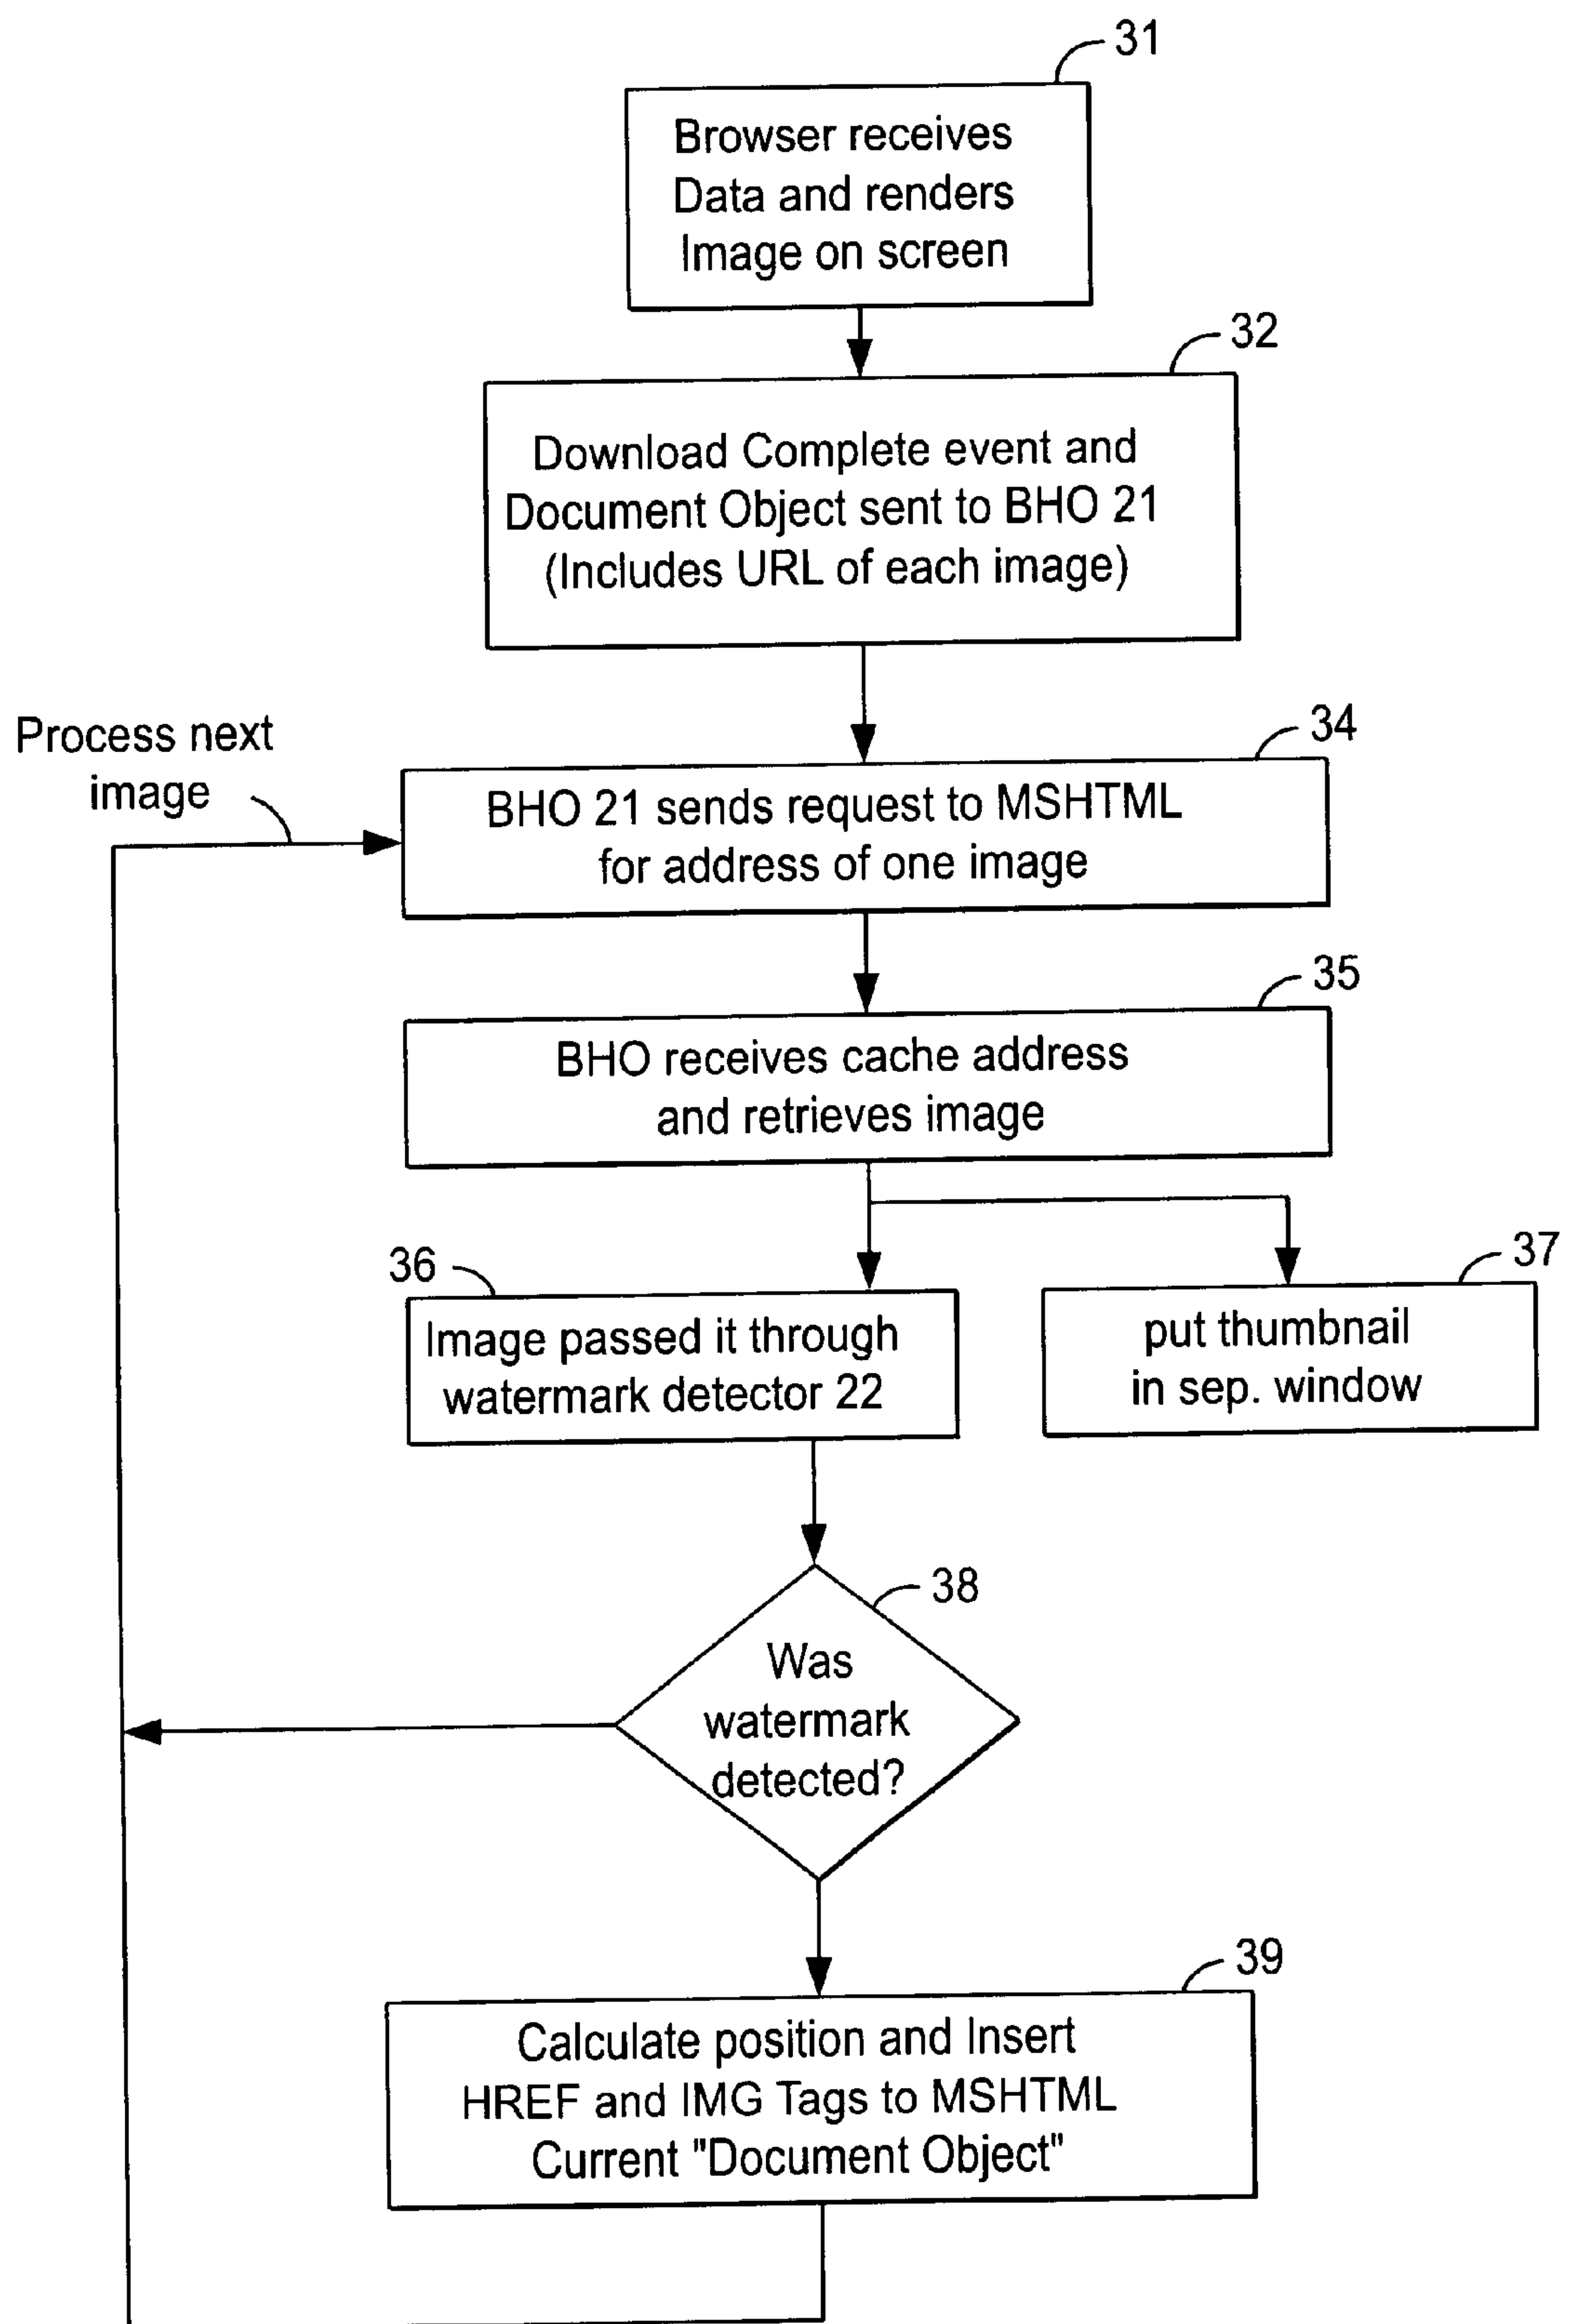 31
Browser receives
Data and renders
Image on screen
32
Download Complete event and
Document Object sent to BHO 21
(Includes URL of each image)
Process next
image
34
BHO 21 sends request to MSHTML
for address of one image
35
BHO receives cache address
and retrieves image
36
Image passed it through
watermark detector 22
37
put thumbnail
in sep. window
38
Was
watermark
detected?
39
Calculate position and Insert
HREF and IMG Tags to MSHTML
Current "Document Object"